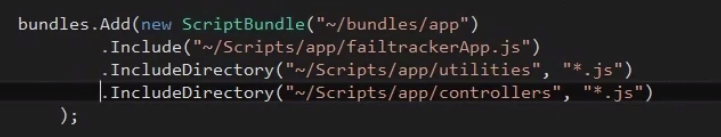 bundles.Add(new ScriptBundle("~/bundles/app")
.Include("~/Scripts/app/failtrackerApp.js")
.IncludeDirectory("~/Scripts/app/utilities", "*.js")
.IncludeDirectory("~/Scripts/app/controllers", "*.js")
);